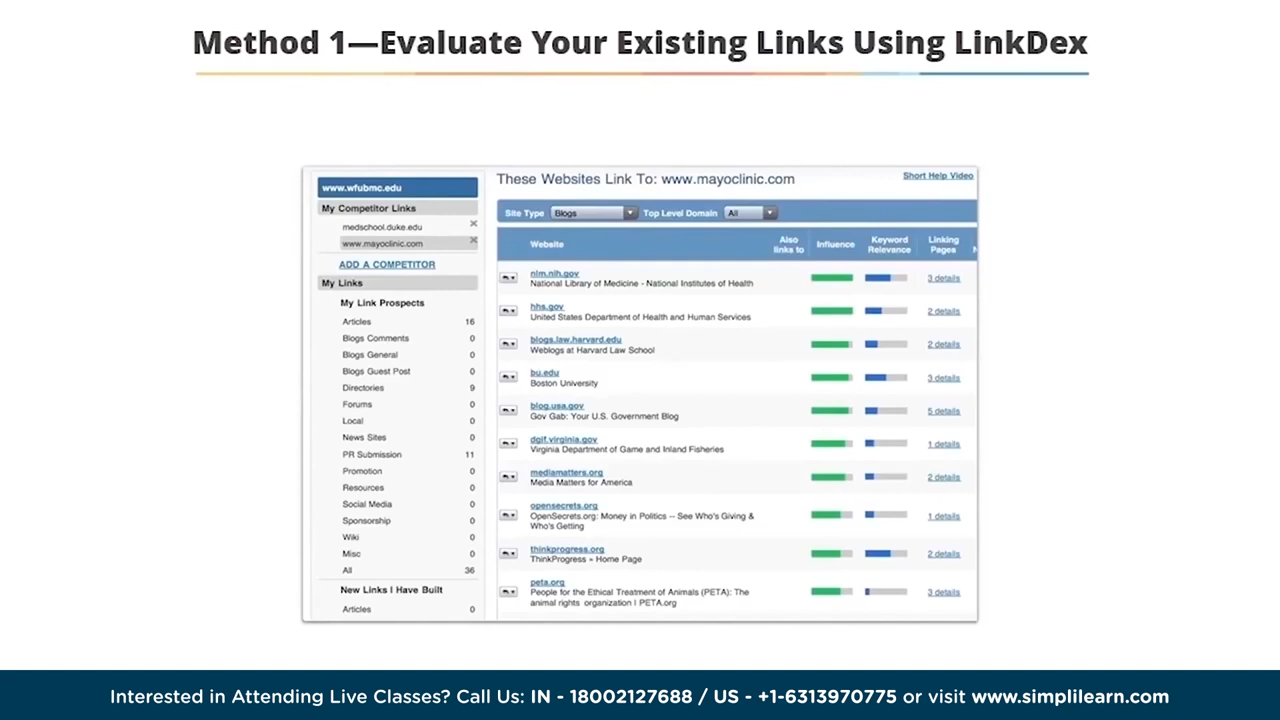 Method 1—Evaluate Your Existing Links Using LinkDex
www.wfubmc.edu
My Competitor Links
medschool.duke.edu
www.mayoclinic.com
ADD A COMPETITOR
My Links
My Link Prospects
Articles 16
Blogs Comments 0
Blogs General 0
Blogs Guest Post 0
Directories 9
Forums 0
Local 0
News Sites 0
PR Submission 11
Promotion 0
Resources 0
Social Media 0
Sponsorship 0
Wiki 0
Misc 0
All 36
New Links I Have Built
Articles 0
These Websites Link To: www.mayoclinic.com
Short Help Video
Site Type Blogs Top Level Domain All
Website Also links to Influence Keyword Relevance Linking Pages
nlm.nih.gov
National Library of Medicine - National Institutes of Health
3 details
hhs.gov
United States Department of Health and Human Services
2 details
blogs.law.harvard.edu
Weblogs at Harvard Law School
2 details
bu.edu
Boston University
3 details
blog.usa.gov
Gov Gab: Your U.S. Government Blog
5 details
dgif.virginia.gov
Virginia Department of Game and Inland Fisheries
1 details
mediamatters.org
Media Matters for America
2 details
opensecrets.org
OpenSecrets.org: Money in Politics -- See Who's Giving &
Who's Getting
1 details
thinkprogress.org
ThinkProgress » Home Page
2 details
peta.org
People for the Ethical Treatment of Animals (PETA): The
animal rights organization | PETA.org
3 details
Interested in Attending Live Classes? Call Us: IN - 18002127688 / US - +1-6313970775 or visit www.simplilearn.com